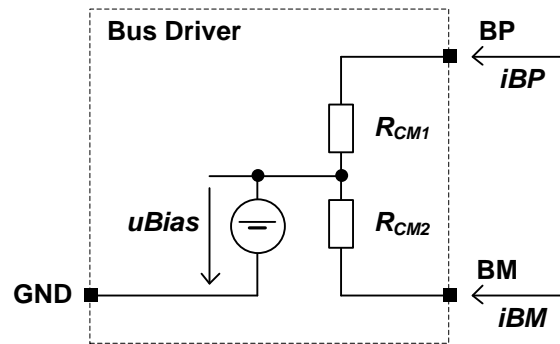 Bus Driver
BP
iBP
RCM1
uBias
RCM2
GND
BM
iBM